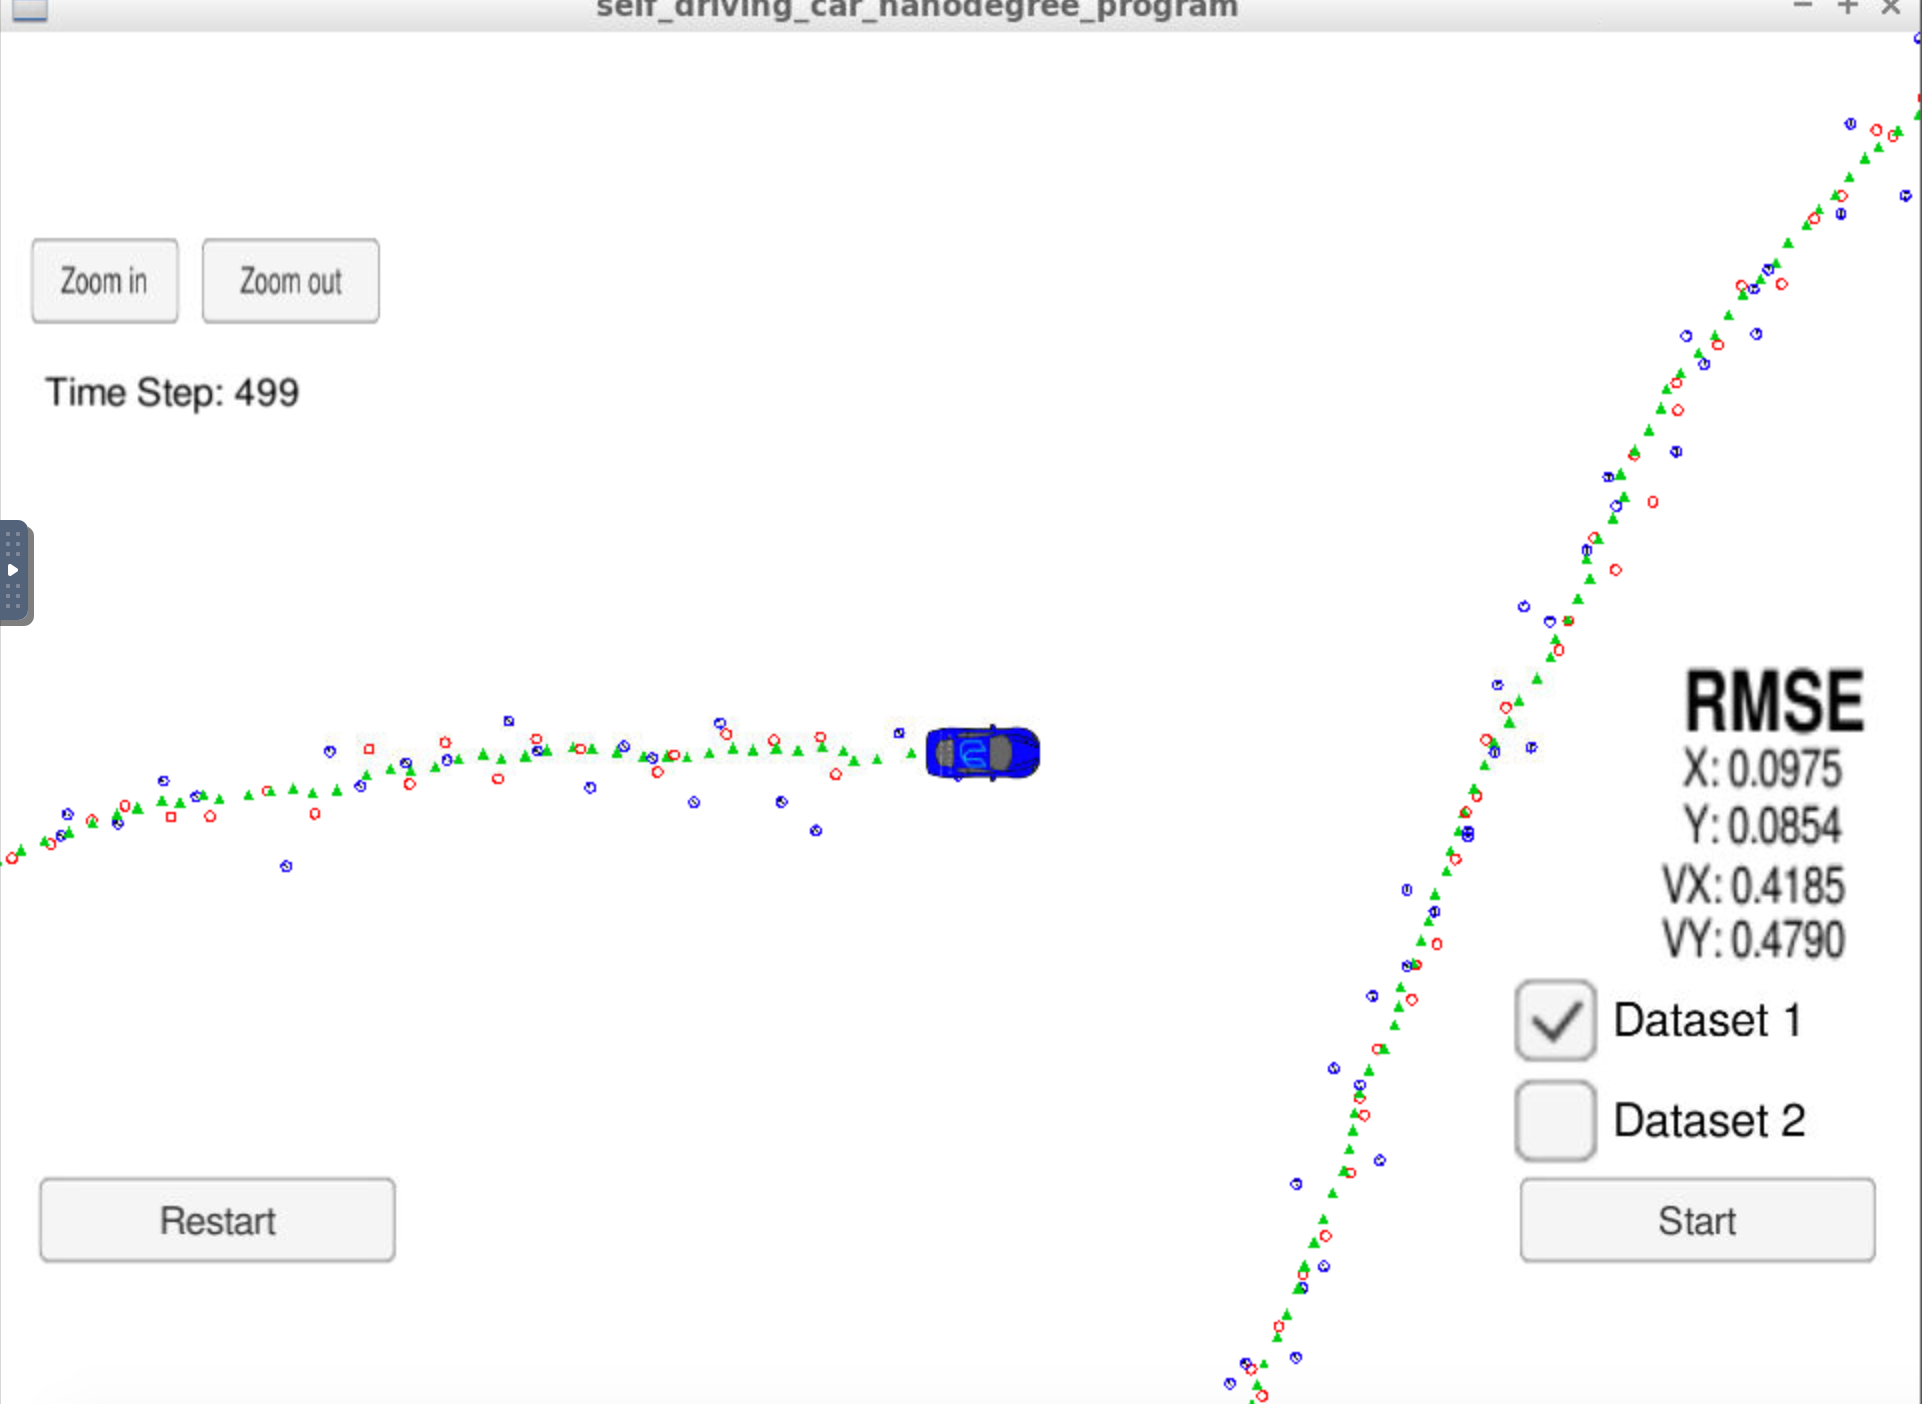 self_driving_car_nanodegree_program
Zoom in
Zoom out
Time Step: 499
RMSE
X: 0.0975
Y: 0.0854
VX: 0.4185
VY: 0.4790
Dataset 1
Dataset 2
Restart
Start